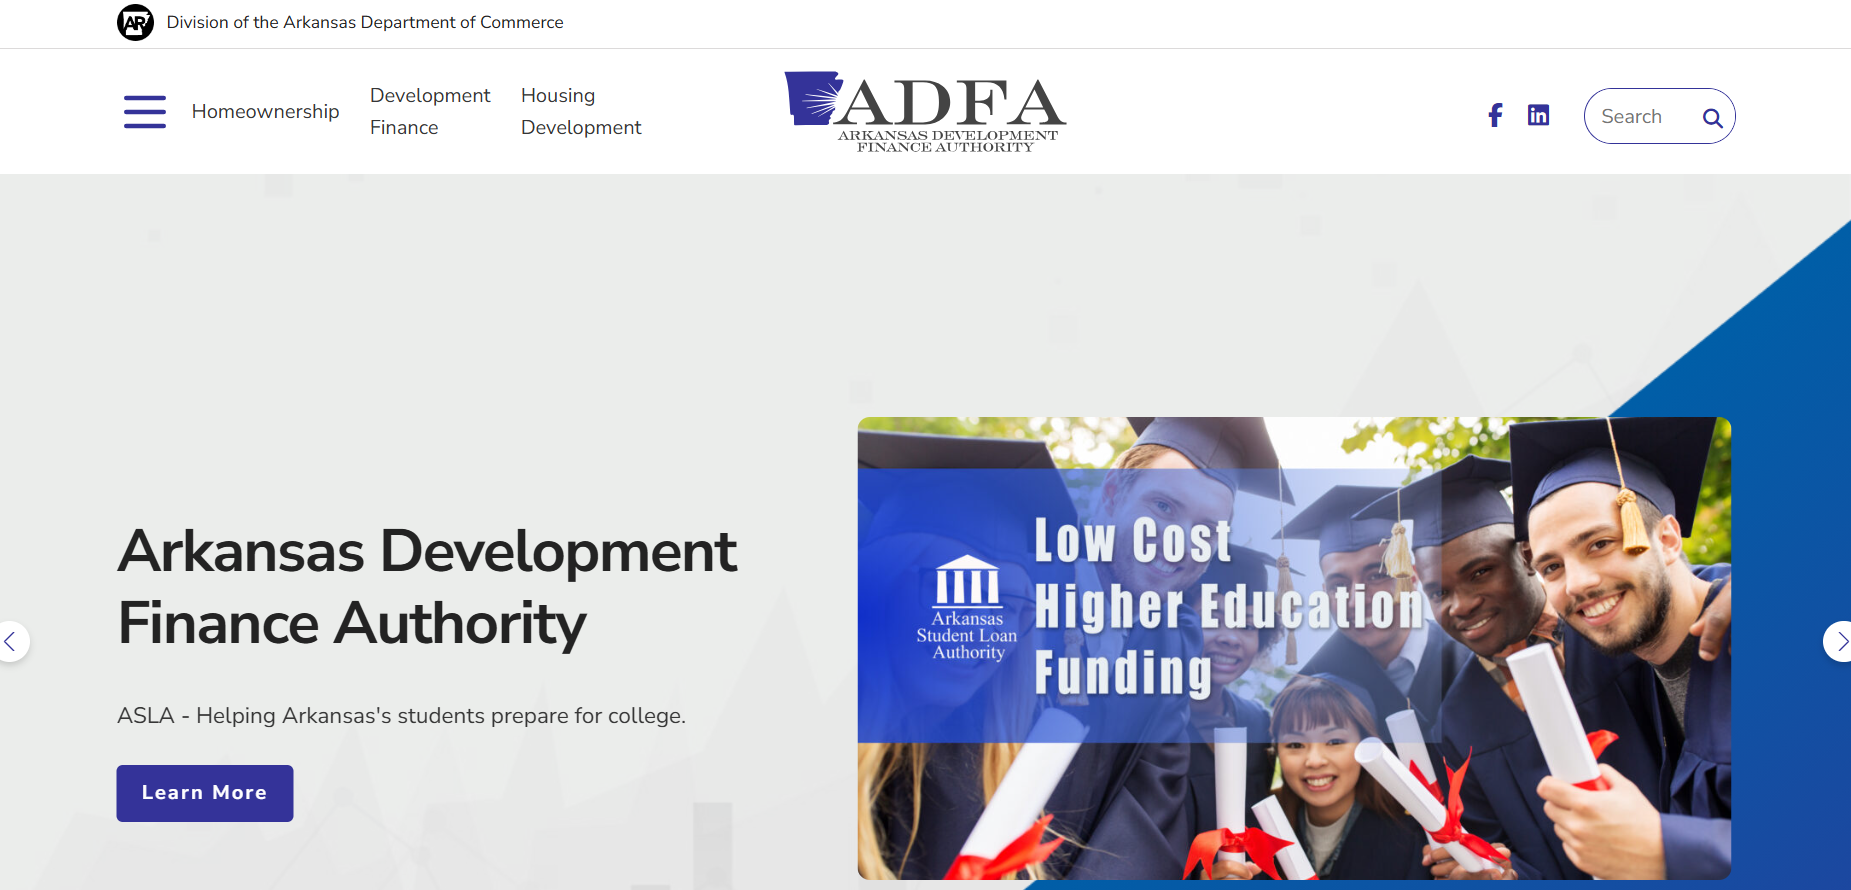 AR
Division of the Arkansas Department of Commerce
Homeownership
Development
Finance
Housing
Development
ADFA
ARKANSAS DEVELOPMENT
FINANCE AUTHORITY
Search
Arkansas Development
Finance Authority
ASLA - Helping Arkansas's students prepare for college.
Learn More
Arkansas
Student Loan
Authority
Low Cost
Higher Education
Funding